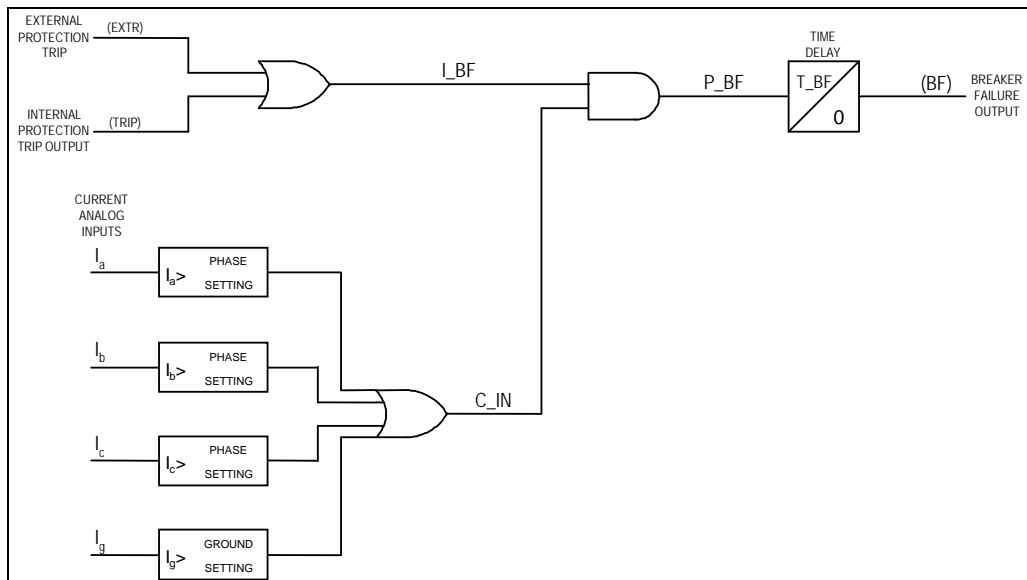 EXTERNAL
PROTECTION
TRIP
(EXTR)
INTERNAL
PROTECTION
TRIP OUTPUT
(TRIP)
I_BF
P_BF
TIME
DELAY
T_BF
0
(BF)
BREAKER
FAILURE
OUTPUT
CURRENT
ANALOG
INPUTS
Ia
Ia>
PHASE
SETTING
Ib
Ib>
PHASE
SETTING
Ic
Ic>
PHASE
SETTING
Ig
Ig>
GROUND
SETTING
C_IN